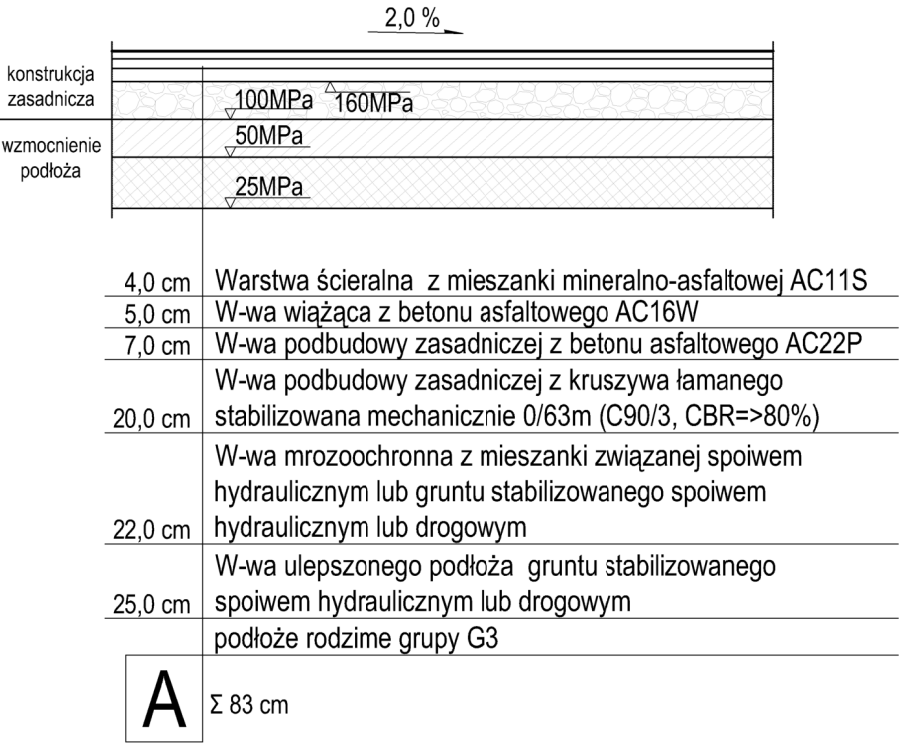 2,0 %
konstrukcja
zasadnicza
100MPa
160MPa
wzmocnienie
podłoża
50MPa
25MPa
4,0 cm Warstwa ścieralna z mieszanki mineralno-asfaltowej AC11S
5,0 cm W-wa wiążąca z betonu asfaltowego AC16W
7,0 cm W-wa podbudowy zasadniczej z betonu asfaltowego AC22P
W-wa podbudowy zasadniczej z kruszywa łamanego
20,0 cm stabilizowana mechanicznie 0/63m (C90/3, CBR=>80%)
W-wa mrozoochronna z mieszanki związanej spoiwem
hydraulicznym lub gruntu stabilizowanego spoiwem
22,0 cm hydraulicznym lub drogowym
W-wa ulepszonego podłoża gruntu stabilizowanego
25,0 cm spoiwem hydraulicznym lub drogowym
podłoże rodzime grupy G3
A Σ 83 cm